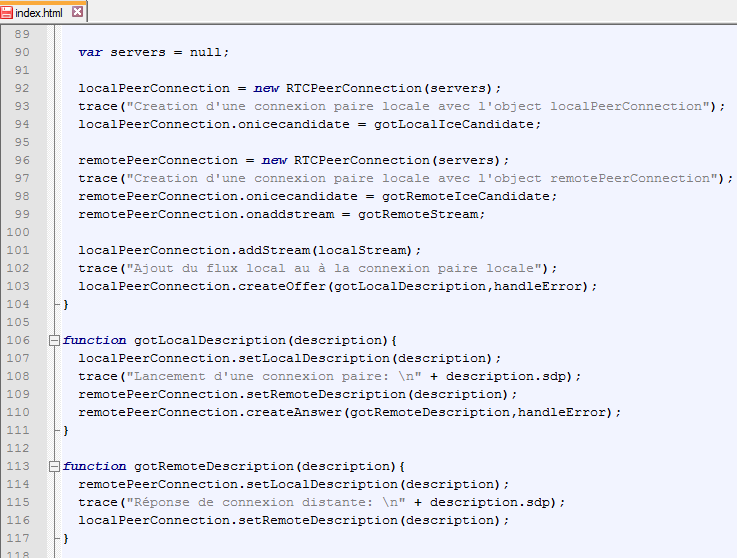 index.html
89
90 var servers = null;
91
92 localPeerConnection = new RTCPeerConnection(servers);
93 trace("Creation d'une connexion paire locale avec l'object localPeerConnection");
94 localPeerConnection.onicecandidate = gotLocalIceCandidate;
95
96 remotePeerConnection = new RTCPeerConnection(servers);
97 trace("Creation d'une connexion paire locale avec l'object remotePeerConnection");
98 remotePeerConnection.onicecandidate = gotRemoteIceCandidate;
99 remotePeerConnection.onaddstream = gotRemoteStream;
100
101 localPeerConnection.addStream(localStream);
102 trace("Ajout du flux local au à la connexion paire locale");
103 localPeerConnection.createOffer(gotLocalDescription,handleError);
104 }
105
106 function gotLocalDescription(description){
107 localPeerConnection.setLocalDescription(description);
108 trace("Lancement d'une connexion paire: \n" + description.sdp);
109 remotePeerConnection.setRemoteDescription(description);
110 remotePeerConnection.createAnswer(gotRemoteDescription,handleError);
111 }
112
113 function gotRemoteDescription(description){
114 remotePeerConnection.setLocalDescription(description);
115 trace("Réponse de connexion distante: \n" + description.sdp);
116 localPeerConnection.setRemoteDescription(description);
117 }
118